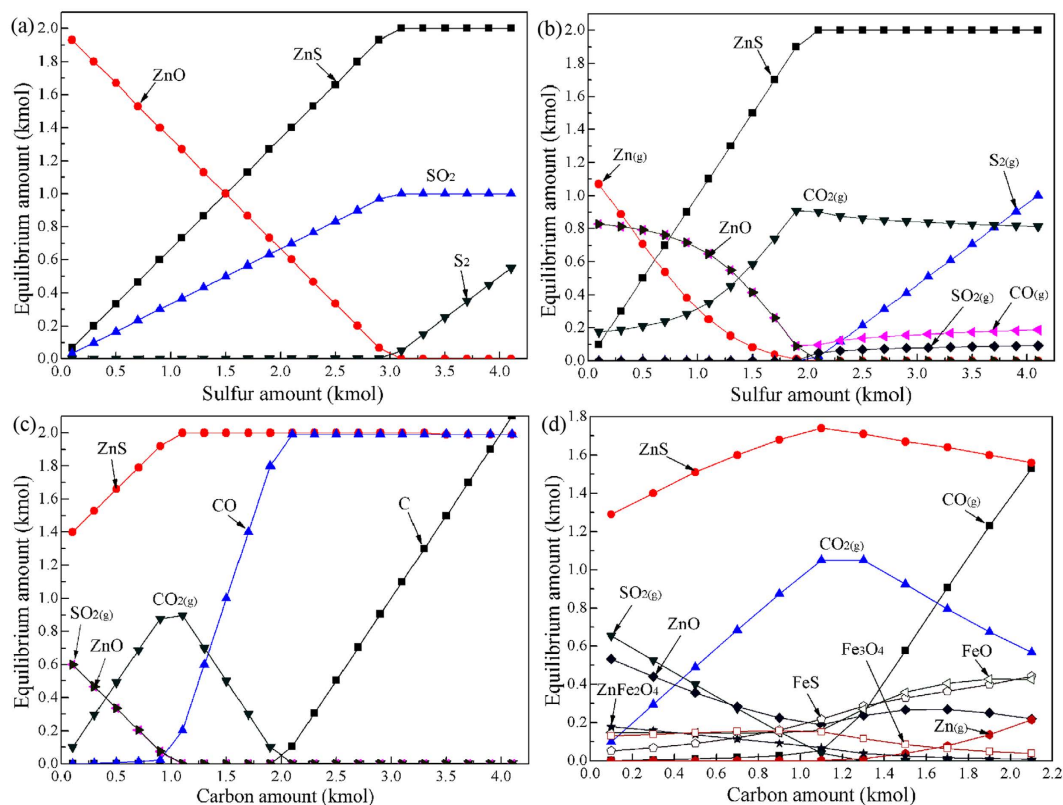 (a)
2.0
1.8
1.6
1.4
1.2
1.0
0.8
0.6
0.4
0.2
0.0
Equilibrium amount (kmol)
ZnO
ZnS
SO2
S2
0.0 0.5 1.0 1.5 2.0 2.5 3.0 3.5 4.0
Sulfur amount (kmol)
(b)
2.0
1.8
1.6
1.4
1.2
1.0
0.8
0.6
0.4
0.2
0.0
Equilibrium amount (kmol)
ZnS
Zn(g)
S2(g)
CO2(g)
ZnO
SO2(g)
CO(g)
0.0 0.5 1.0 1.5 2.0 2.5 3.0 3.5 4.0
Sulfur amount (kmol)
(c)
2.0
1.8
1.6
1.4
1.2
1.0
0.8
0.6
0.4
0.2
0.0
Equilibrium amount (kmol)
ZnS
CO
C
SO2(g)
CO2(g)
ZnO
0.0 0.5 1.0 1.5 2.0 2.5 3.0 3.5 4.0
Carbon amount (kmol)
(d)
1.8
1.6
1.4
1.2
1.0
0.8
0.6
0.4
0.2
0.0
Equilibrium amount (kmol)
ZnS
CO(g)
CO2(g)
SO2(g)
ZnO
Fe3O4
FeO
ZnFe2O4
FeS
Zn(g)
0.0 0.2 0.4 0.6 0.8 1.0 1.2 1.4 1.6 1.8 2.0 2.2
Carbon amount (kmol)